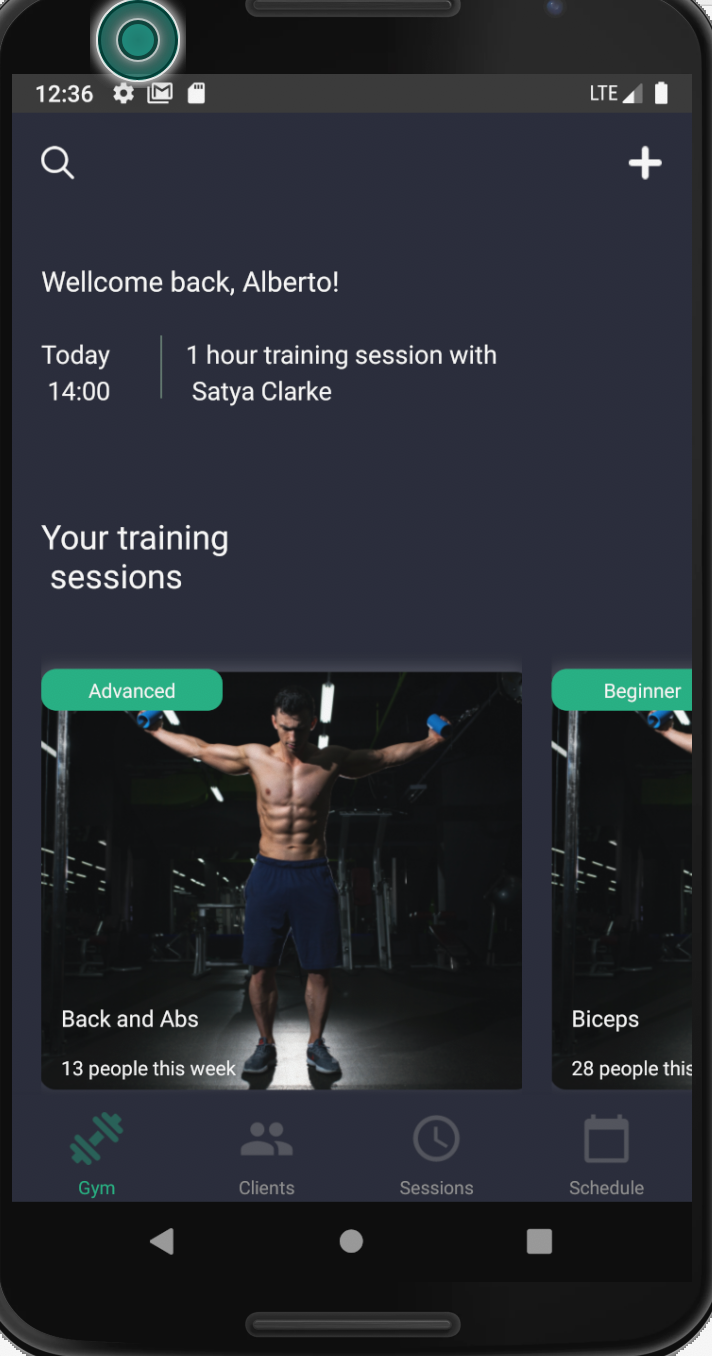 12:36
LTE
Wellcome back, Alberto!
Today
14:00
1 hour training session with
Satya Clarke
Your training
sessions
Advanced
Beginner
Back and Abs
13 people this week
Biceps
28 people this
Gym
Clients
Sessions
Schedule